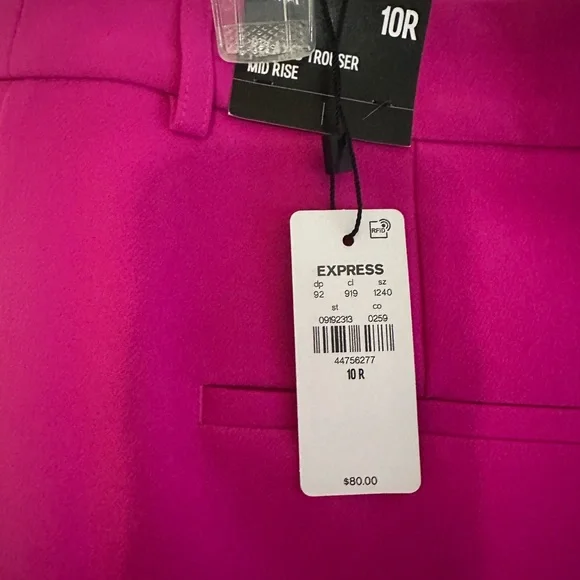 10R
TROUSER
MID RISE
RFID
EXPRESS
dp cl sz
92 919 1240
st co
09192313 0259
44756277
10 R
$80.00